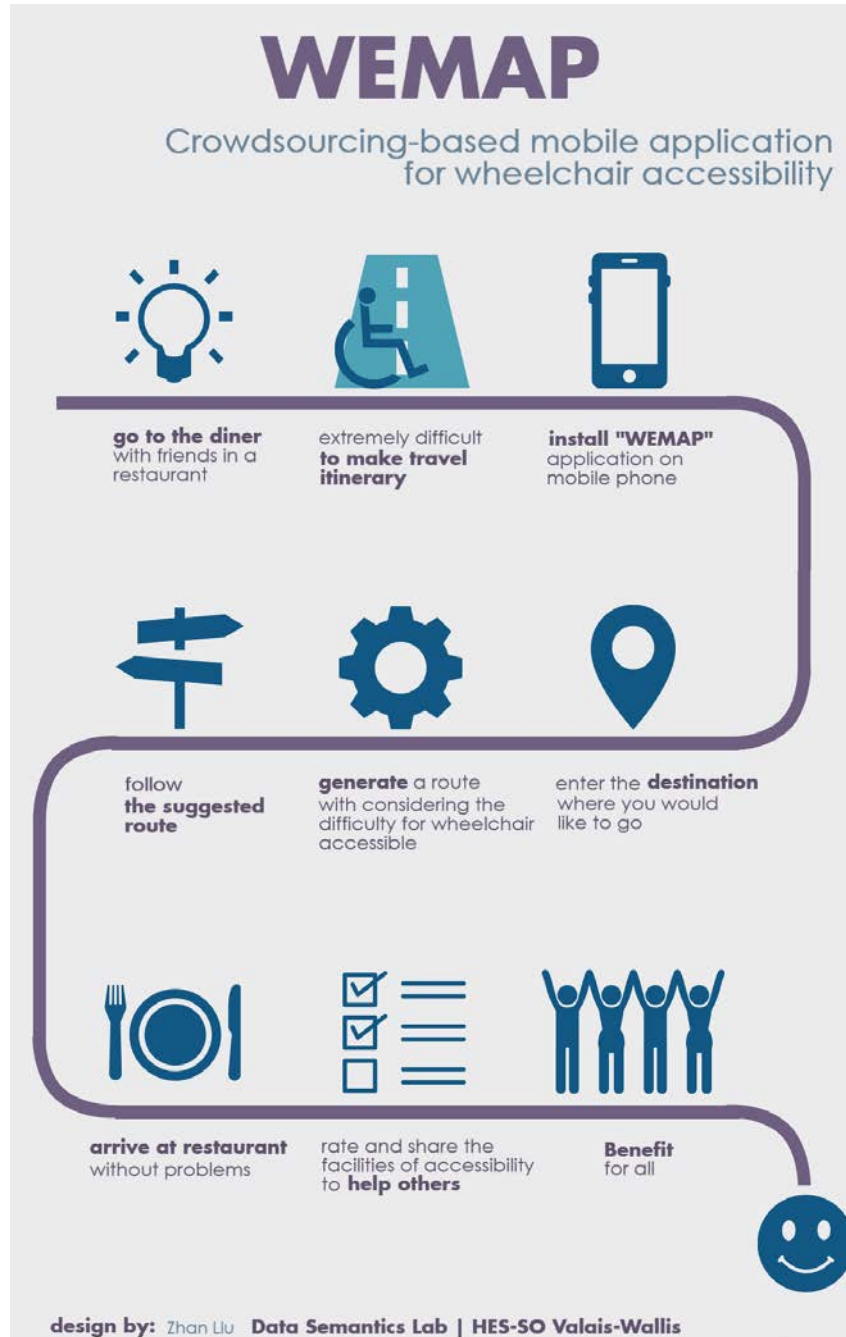 WEMAP
Crowdsourcing-based mobile application
for wheelchair accessibility
go to the diner
with friends in a
restaurant
extremely difficult
to make travel
itinerary
install "WEMAP"
application on
mobile phone
enter the destination
where you would
like to go
generate a route
with considering the
difficulty for wheelchair
accessible
follow
the suggested
route
arrive at restaurant
without problems
rate and share the
facilities of accessibility
to help others
Benefit
for all
design by: Zhan LIu Data Semantics Lab | HES-SO Valais-Wallis